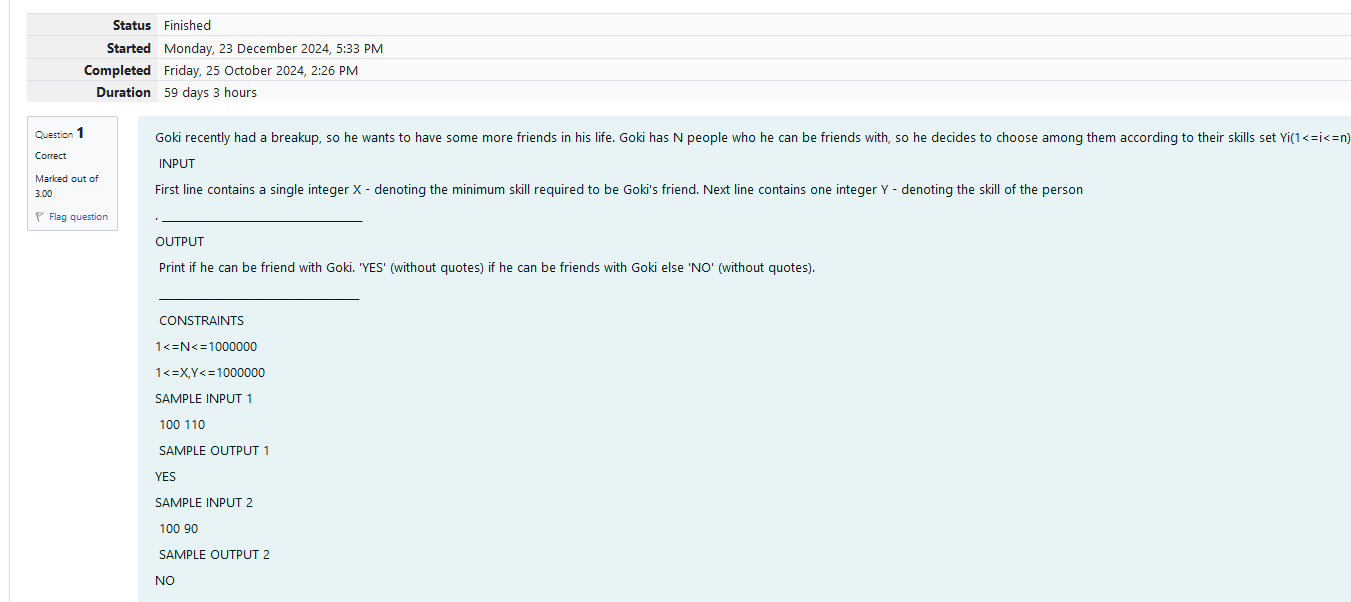 Status Finished
Started Monday, 23 December 2024, 5:33 PM
Completed Friday, 25 October 2024, 2:26 PM
Duration 59 days 3 hours
Question 1
Correct
Marked out of
3.00
Flag question
Goki recently had a breakup, so he wants to have some more friends in his life. Goki has N people who he can be friends with, so he decides to choose among them according to their skills set Yi(1<=i<=n)
INPUT
First line contains a single integer X - denoting the minimum skill required to be Goki's friend. Next line contains one integer Y - denoting the skill of the person
. ____________________________
OUTPUT
Print if he can be friend with Goki. 'YES' (without quotes) if he can be friends with Goki else 'NO' (without quotes).
____________________________
CONSTRAINTS
1<=N<=1000000
1<=X,Y<=1000000
SAMPLE INPUT 1
100 110
SAMPLE OUTPUT 1
YES
SAMPLE INPUT 2
100 90
SAMPLE OUTPUT 2
NO